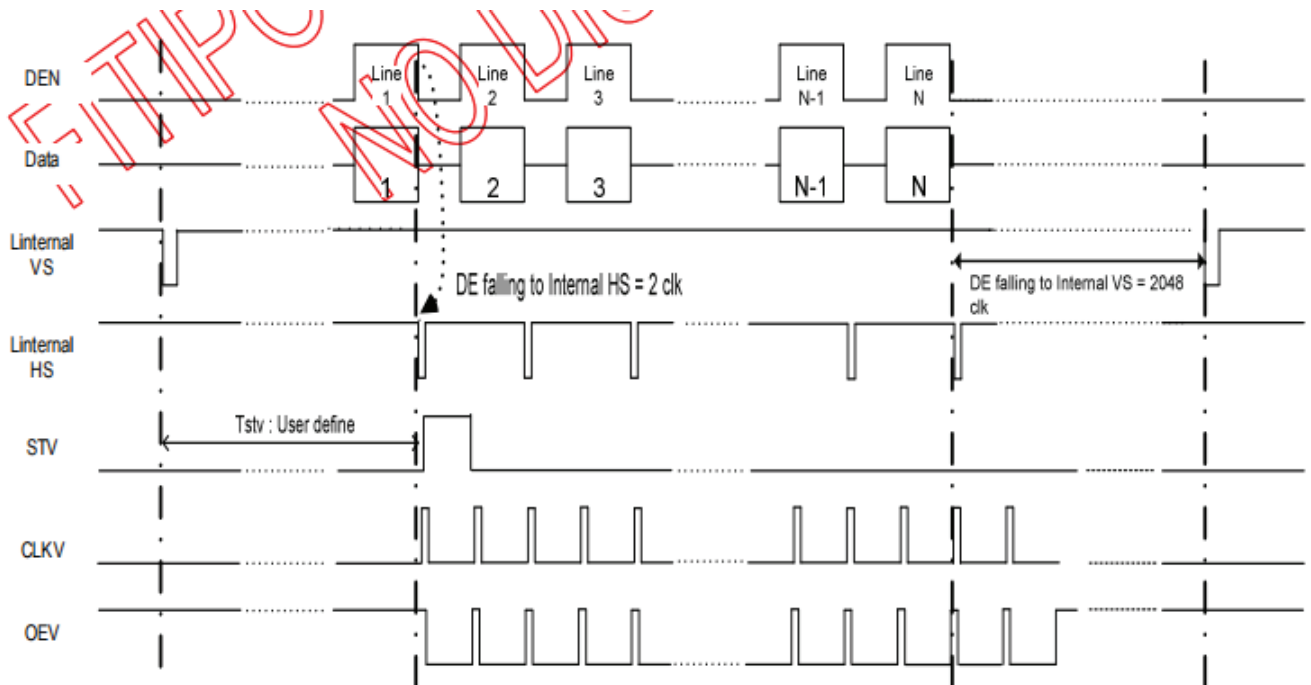 DEN
Line
1
Line
2
Line
3
Line
N-1
Line
N
Data
1
2
3
N-1
N
Linternal
VS
DE falling to Internal HS = 2 clk
DE falling to Internal VS = 2048
clk
Linternal
HS
Tstv : User define
STV
CLKV
OEV
NO